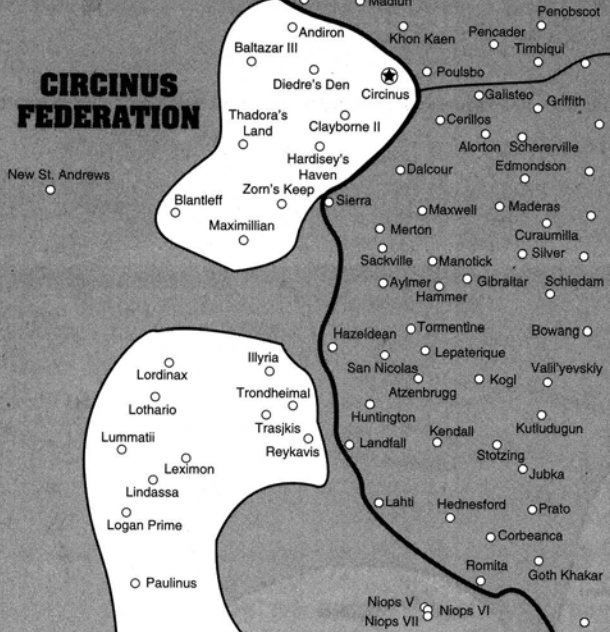 Madiun
Penobscot
Andiron
Khon Kaen
Pencader
Baltazar III
Timbiqui
Diedre's Den
Poulsbo
CIRCINUS
FEDERATION
Circinus
Galisteo
Griffith
Thadora's
Land
Clayborne II
Cerillos
Alorton
Schererville
Hardisey's
Haven
Dalcour
Edmondson
New St. Andrews
Zorn's Keep
Blantleff
Sierra
Maxwell
Maderas
Maximillian
Merton
Curaumilla
Sackville
Manotick
Silver
Aylmer
Hammer
Gibraltar
Schiedam
Hazeldean
Tormentine
Bowang
Illyria
Lepaterique
Lordinax
San Nicolas
Valil'yevskiy
Trondheimal
Atzenbrugg
Kogl
Lothario
Huntington
Trasjkis
Kutludugun
Lummatii
Reykavis
Landfall
Kendall
Stotzing
Leximon
Jubka
Lindassa
Lahti
Hednesford
Prato
Logan Prime
Corbeanca
Romita
Goth Khakar
Paulinus
Niops V
Niops VI
Niops VII